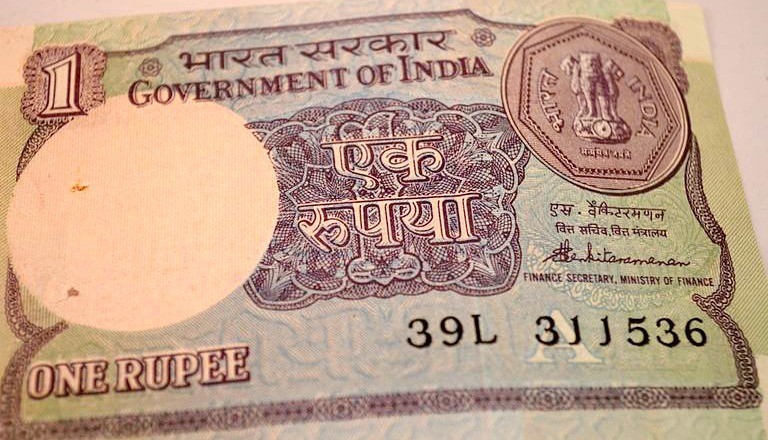 1
भारत सरकार
GOVERNMENT OF INDIA
भारत INDIA
सत्यमेव जयते
एक
रुपया
एस. वेंकिटरमणन
वित्त सचिव, वित्त मंत्रालय
S Venkitaramanan
FINANCE SECRETARY, MINISTRY OF FINANCE
A
39L 311536
ONE RUPEE